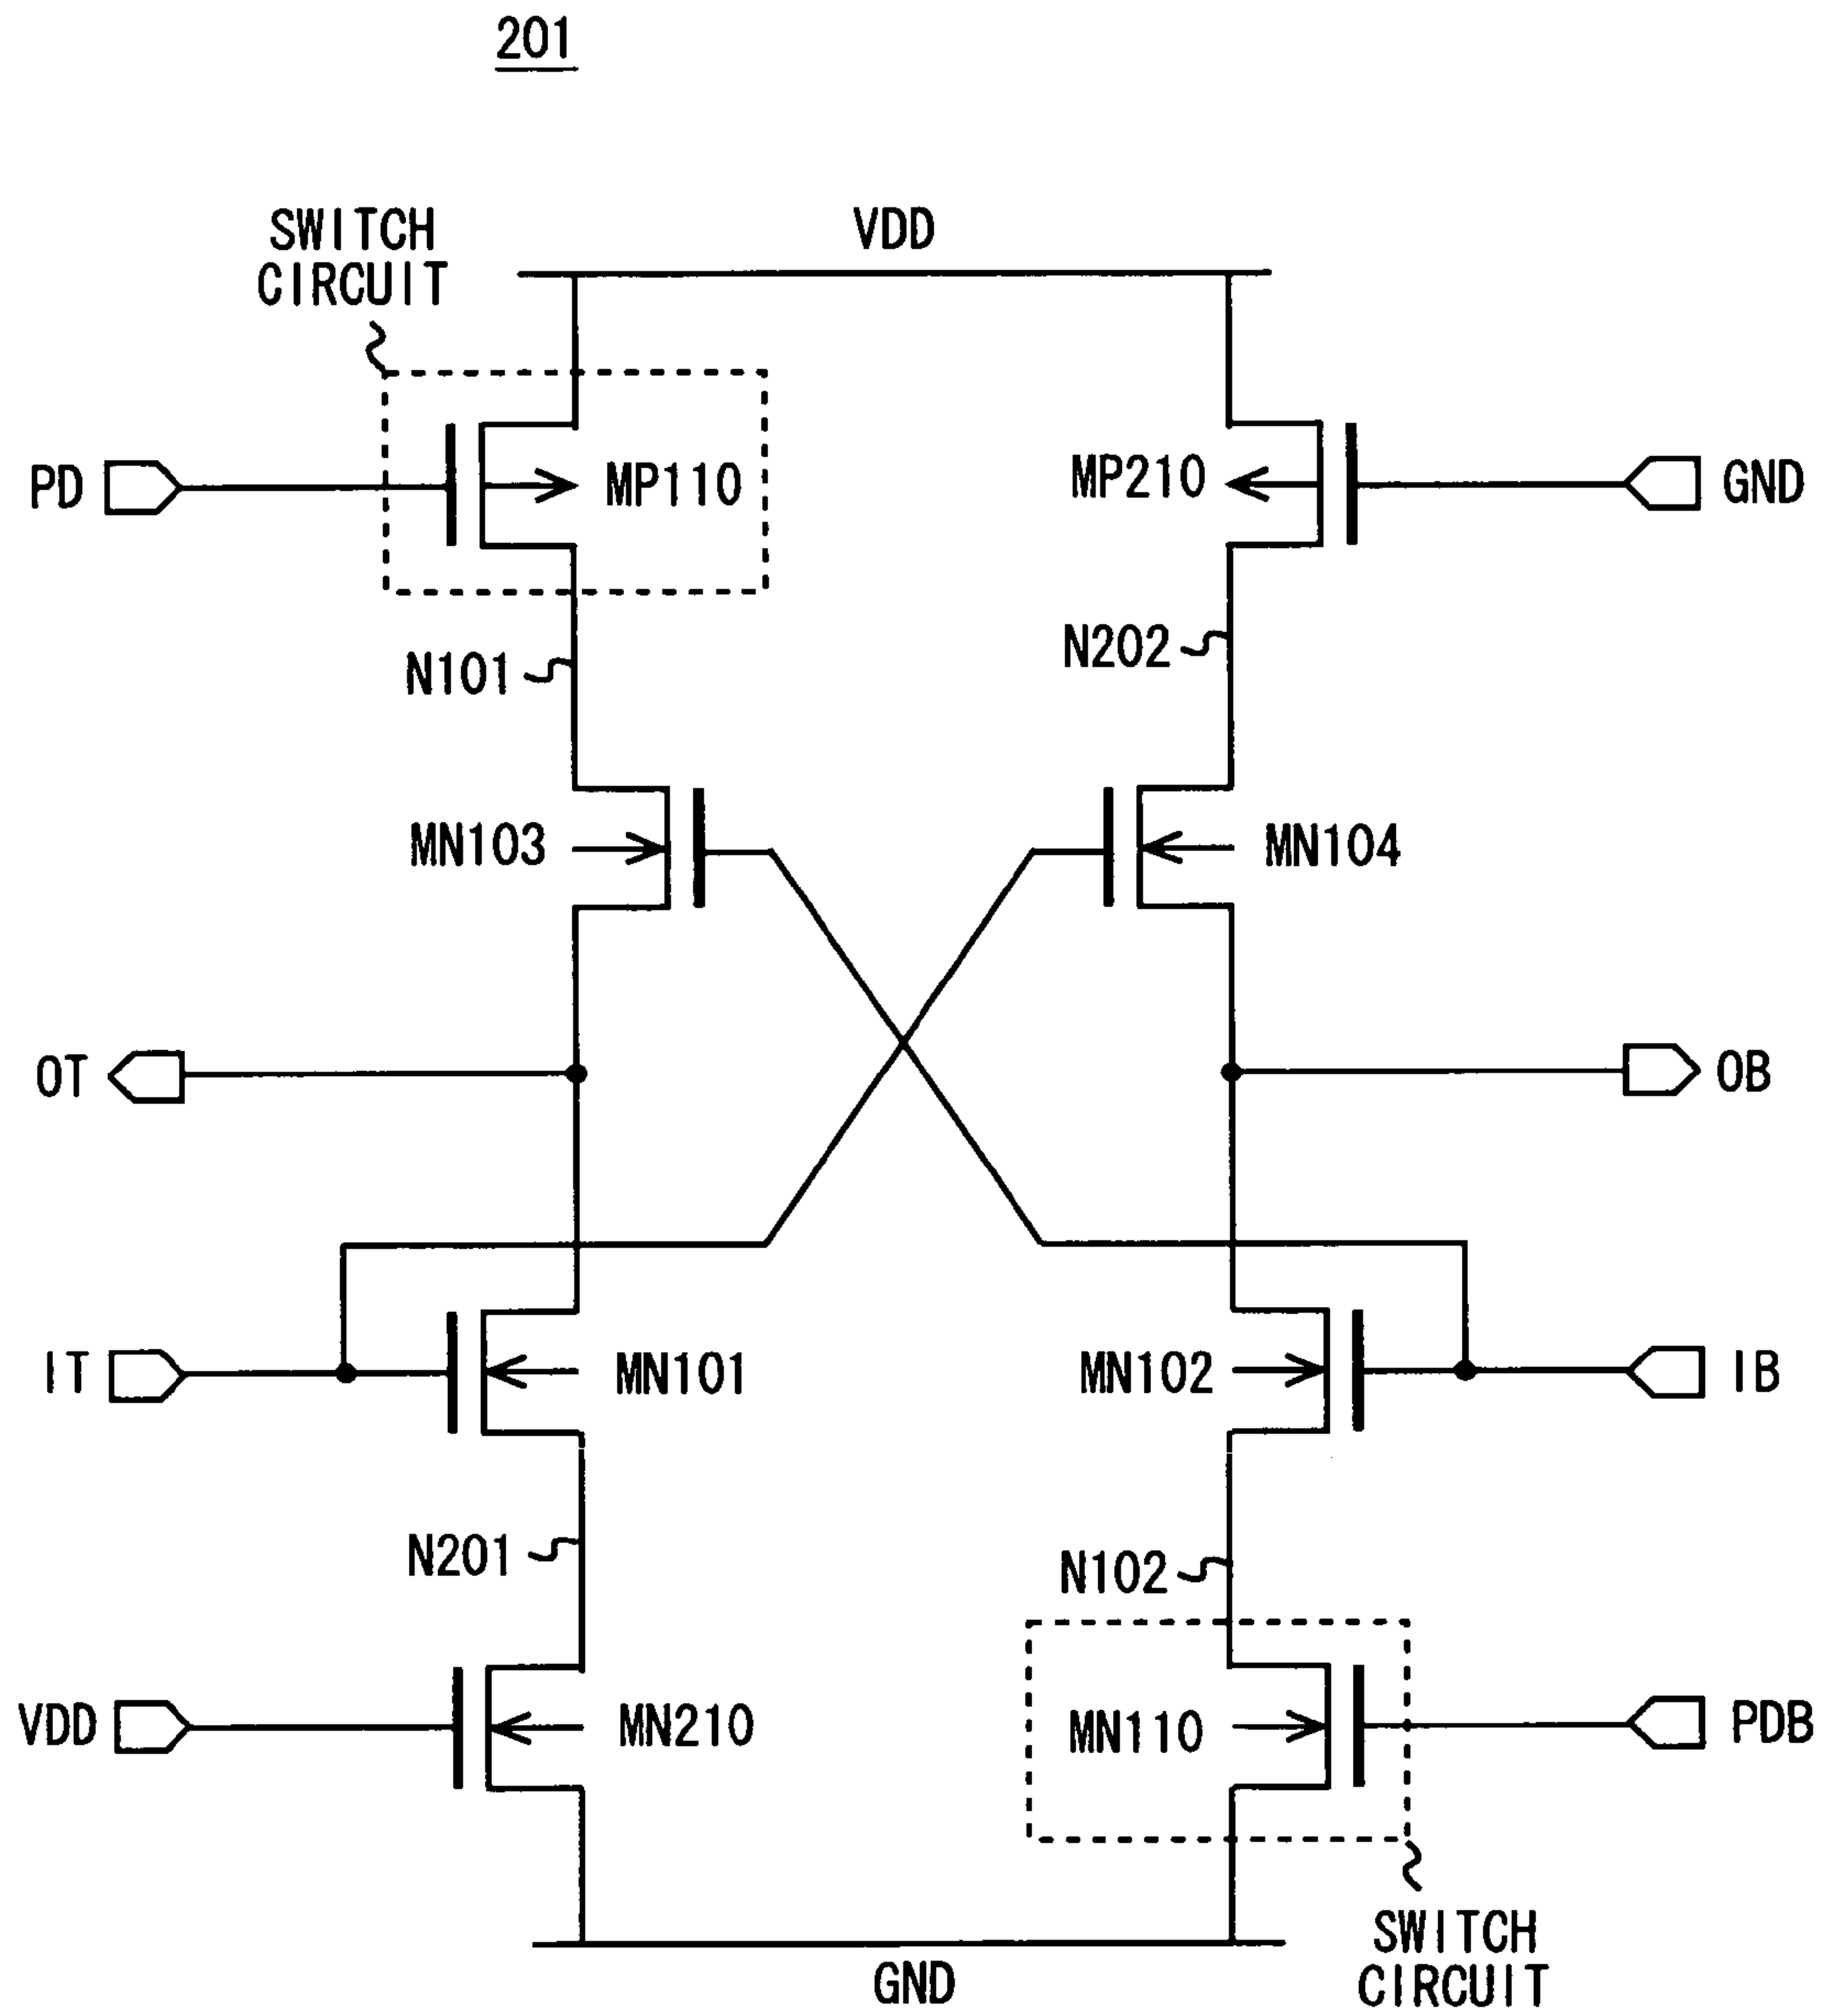 201
SWITCH
CIRCUIT
VDD
PD
MP110
MP210
GND
N101
N202
MN103
MN104
OT
OB
IT
MN101
MN102
IB
N201
N102
VDD
MN210
MN110
PDB
GND
SWITCH
CIRCUIT